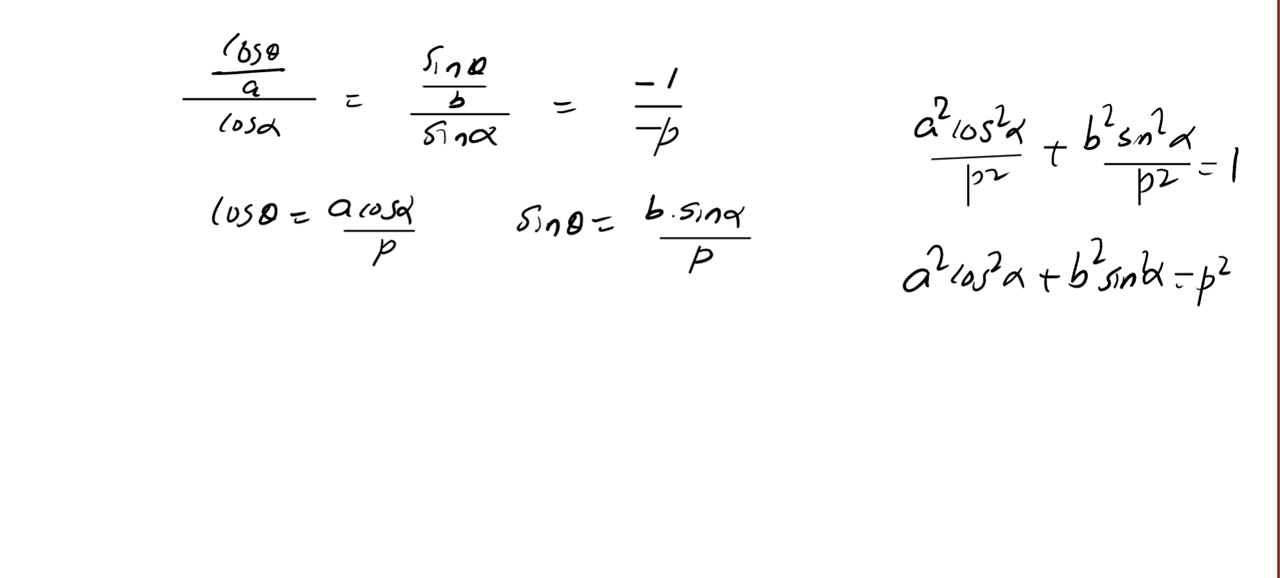 (cosθ/a)/cosα = (sinθ/b)/sinα = -1/-p
cosθ = a cosα/p   sinθ = b.sinα/p
a²cos²α/p² + b²sin²α/p² = 1
a²cos²α + b²sin²α = p²